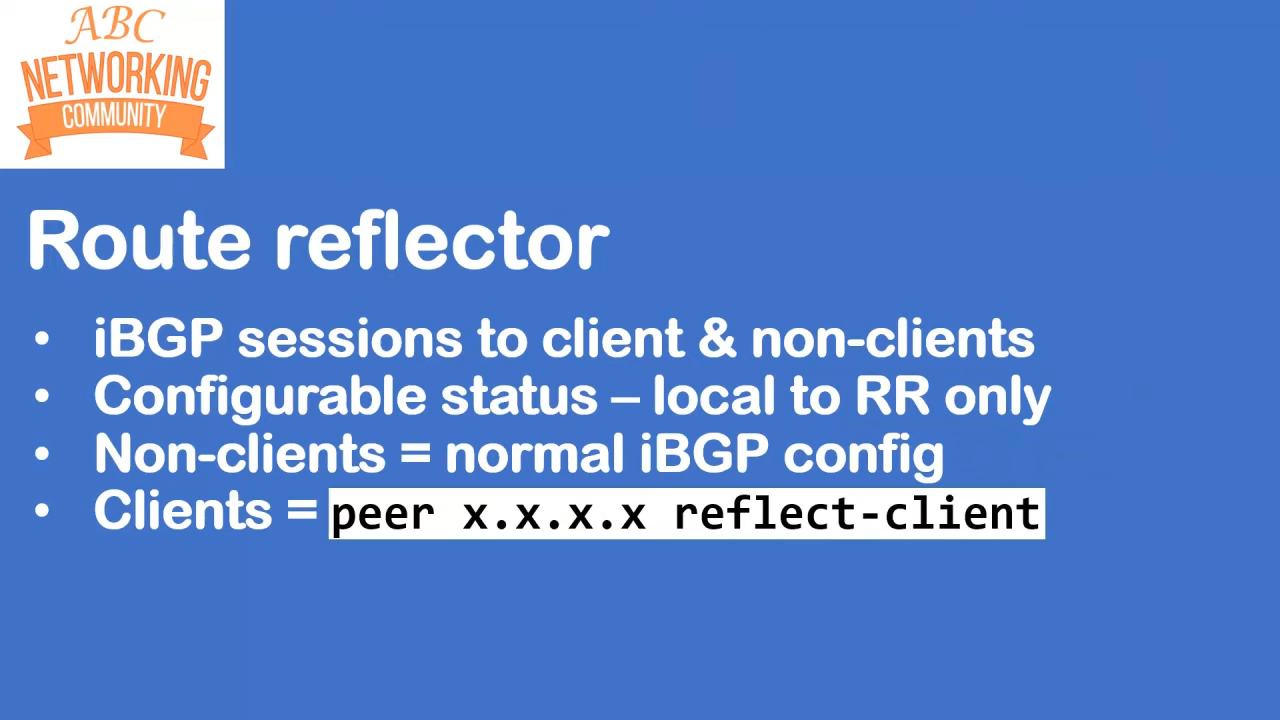 ABC
NETWORKING
COMMUNITY
Route reflector
• iBGP sessions to client & non-clients
• Configurable status – local to RR only
• Non-clients = normal iBGP config
• Clients = peer x.x.x.x reflect-client